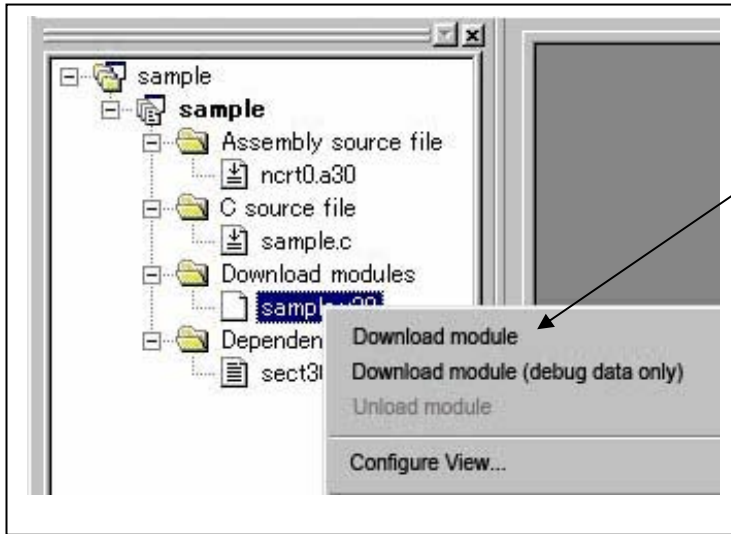 sample
sample
Assembly source file
ncrt0.a30
C source file
sample.c
Download modules
Download module
Download module (debug data only)
Unload module
Configure View...